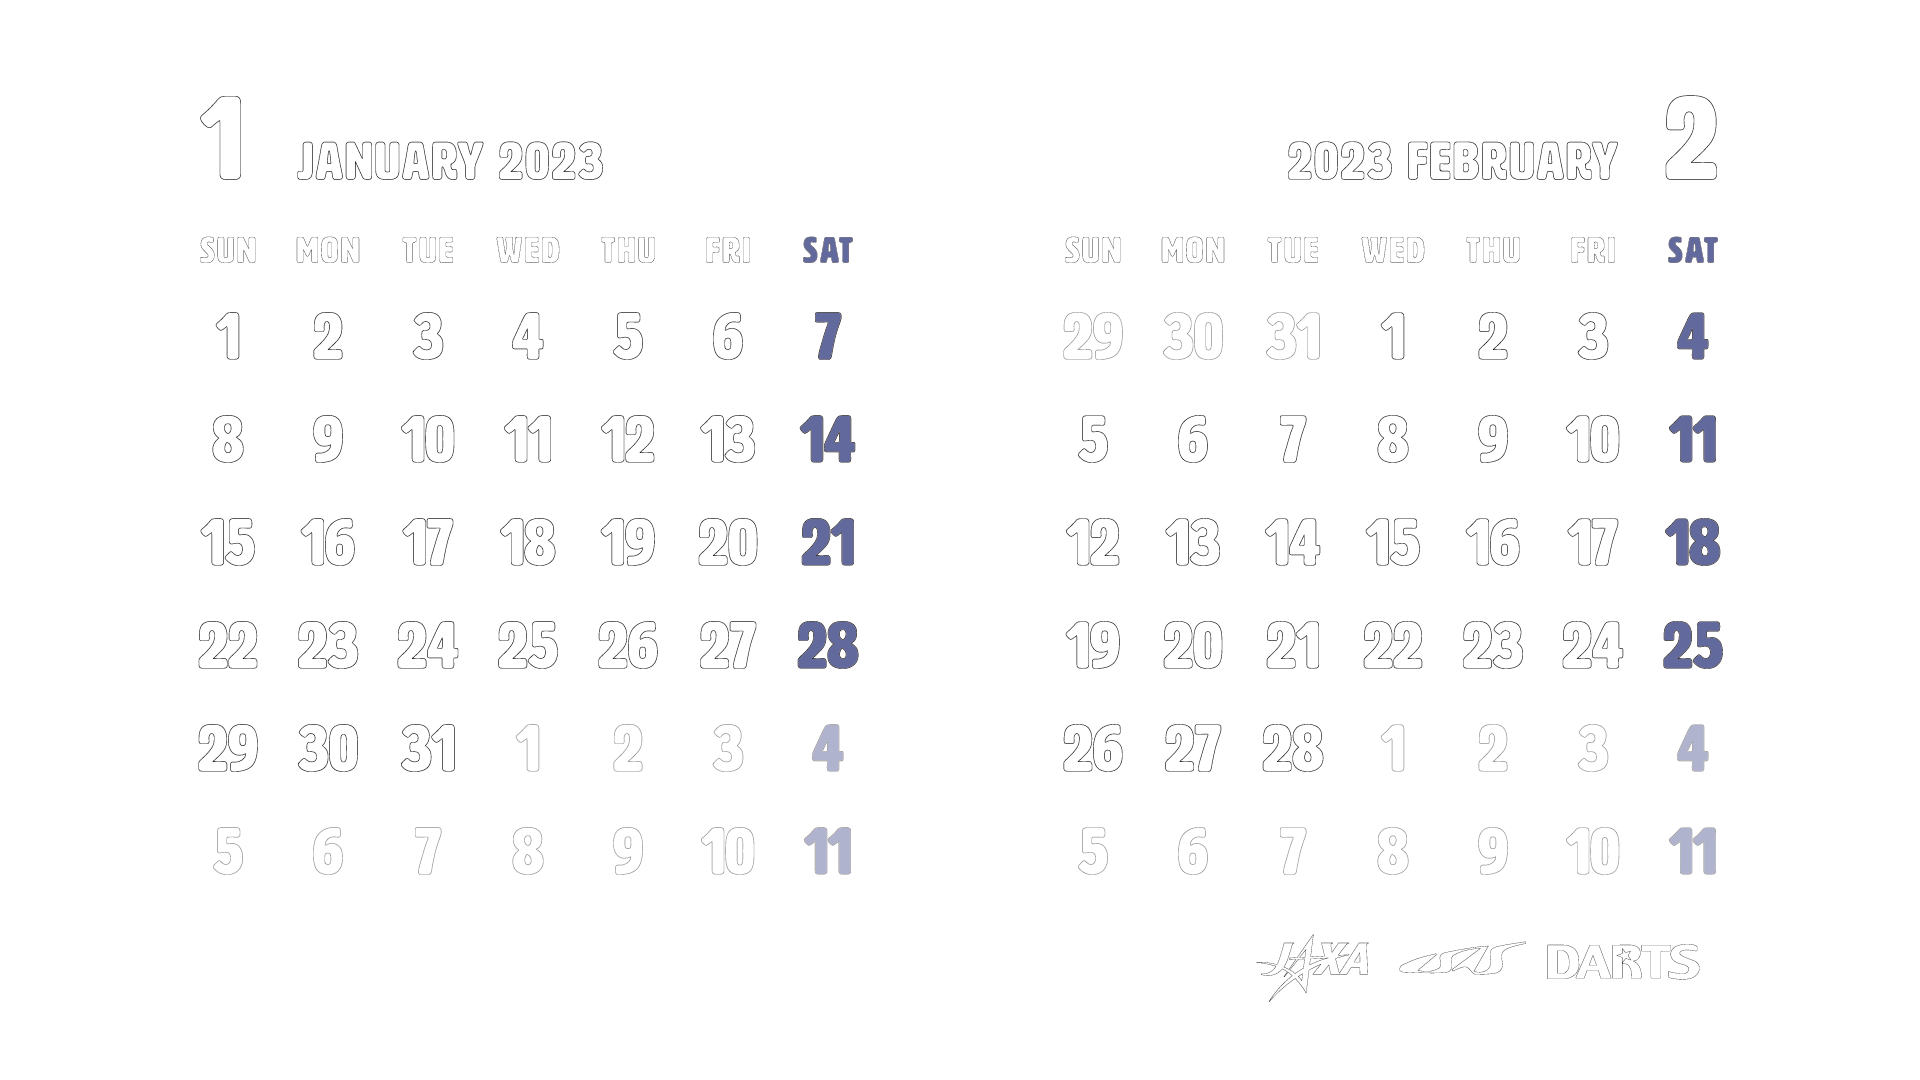 1 JANUARY 2023
SUN MON TUE WED THU FRI SAT
1 2 3 4 5 6 7
8 9 10 11 12 13 14
15 16 17 18 19 20 21
22 23 24 25 26 27 28
29 30 31 1 2 3 4
5 6 7 8 9 10 11
2023 FEBRUARY 2
SUN MON TUE WED THU FRI SAT
29 30 31 1 2 3 4
5 6 7 8 9 10 11
12 13 14 15 16 17 18
19 20 21 22 23 24 25
26 27 28 1 2 3 4
5 6 7 8 9 10 11
JAXA ISAS DARTS